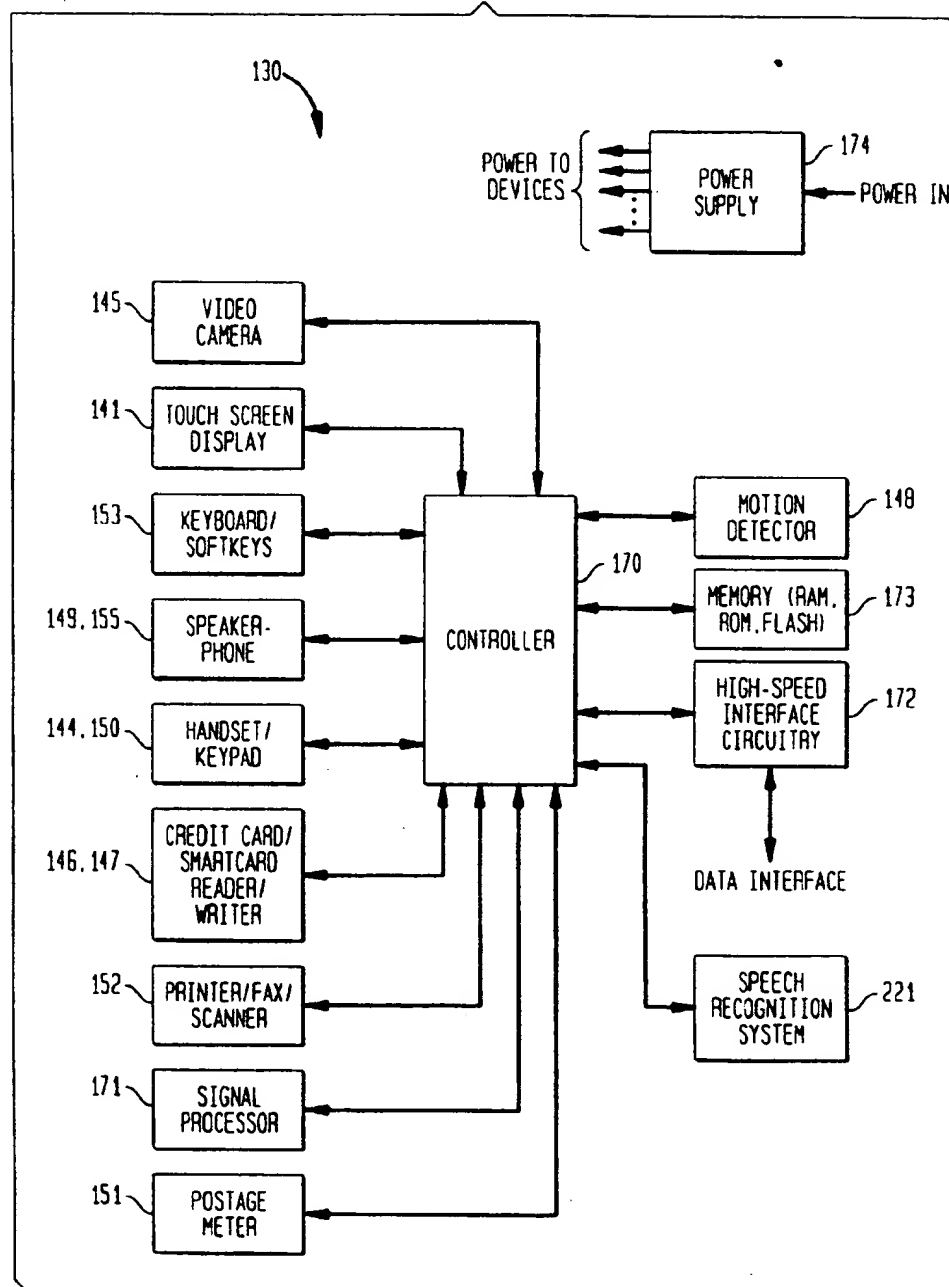 130
POWER TO
DEVICES
POWER
SUPPLY
174
POWER IN
145
VIDEO
CAMERA
141
TOUCH SCREEN
DISPLAY
153
KEYBOARD/
SOFTKEYS
149,155
SPEAKER-
PHONE
144,150
HANDSET/
KEYPAD
146,147
CREDIT CARD/
SMARTCARD
READER/
WRITER
152
PRINTER/FAX/
SCANNER
171
SIGNAL
PROCESSOR
151
POSTAGE
METER
CONTROLLER
170
MOTION
DETECTOR
148
MEMORY (RAM,
ROM,FLASH)
173
HIGH-SPEED
INTERFACE
CIRCUITRY
172
DATA INTERFACE
SPEECH
RECOGNITION
SYSTEM
221